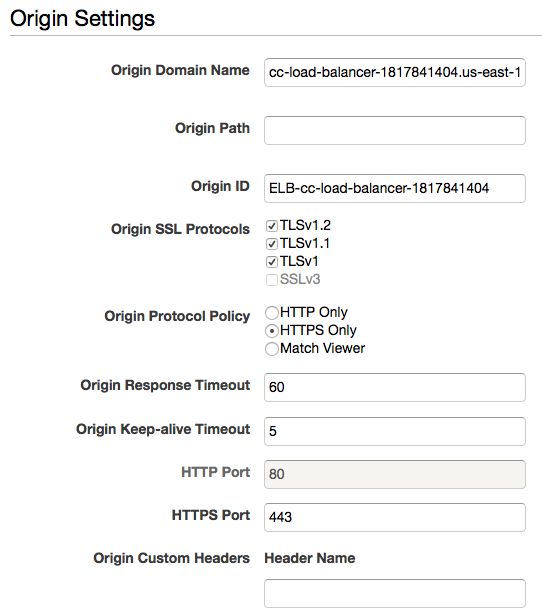 Origin Settings
Origin Domain Name cc-load-balancer-1817841404.us-east-1
Origin Path
Origin ID ELB-cc-load-balancer-1817841404
Origin SSL Protocols TLSv1.2
TLSv1.1
TLSv1
SSLv3
Origin Protocol Policy HTTP Only
HTTPS Only
Match Viewer
Origin Response Timeout 60
Origin Keep-alive Timeout 5
HTTP Port 80
HTTPS Port 443
Origin Custom Headers Header Name